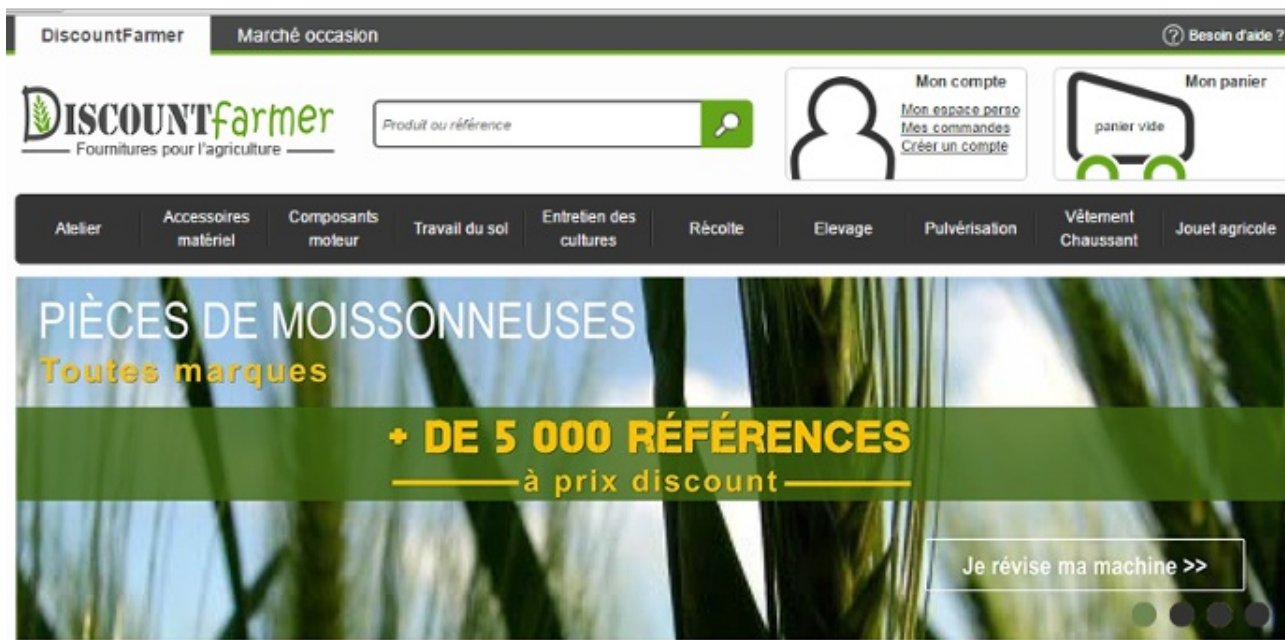 DiscountFarmer
Marché occasion
Besoin d'aide ?
DISCOUNTfarmer
Fournitures pour l'agriculture
Produit ou référence
Mon compte
Mon espace perso
Mes commandes
Créer un compte
Mon panier
panier vide
Atelier
Accessoires
matériel
Composants
moteur
Travail du sol
Entretien des
cultures
Récolte
Elevage
Pulvérisation
Vêtement
Chaussant
Jouet agricole
PIÈCES DE MOISSONNEUSES
Toutes marques
+ DE 5 000 RÉFÉRENCES
à prix discount
Je révise ma machine >>